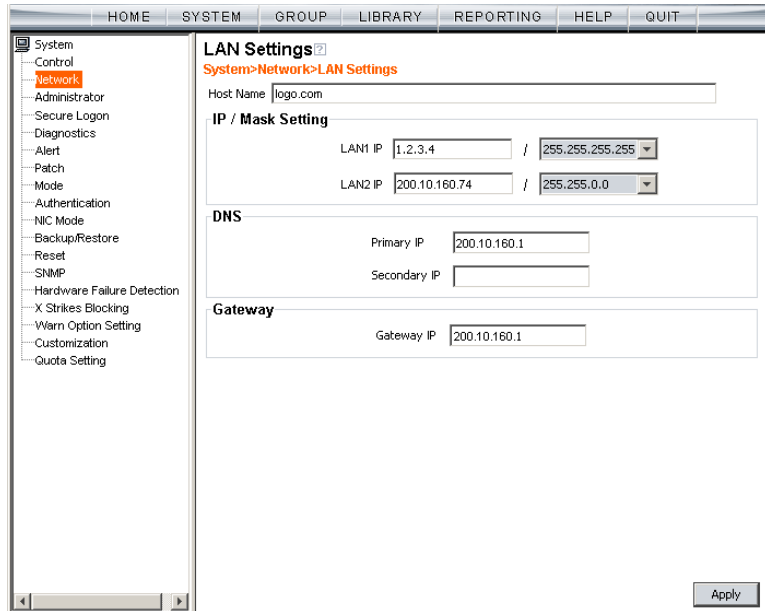 HOME SYSTEM GROUP LIBRARY REPORTING HELP QUIT
System
Control
Network
Administrator
Secure Logon
Diagnostics
Alert
Patch
Mode
Authentication
NIC Mode
Backup/Restore
Reset
SNMP
Hardware Failure Detection
X Strikes Blocking
Warn Option Setting
Customization
Quota Setting
LAN Settings ?
System>Network>LAN Settings
Host Name logo.com
IP / Mask Setting
LAN1 IP 1.2.3.4 / 255.255.255.255
LAN2 IP 200.10.160.74 / 255.255.0.0
DNS
Primary IP 200.10.160.1
Secondary IP
Gateway
Gateway IP 200.10.160.1
Apply